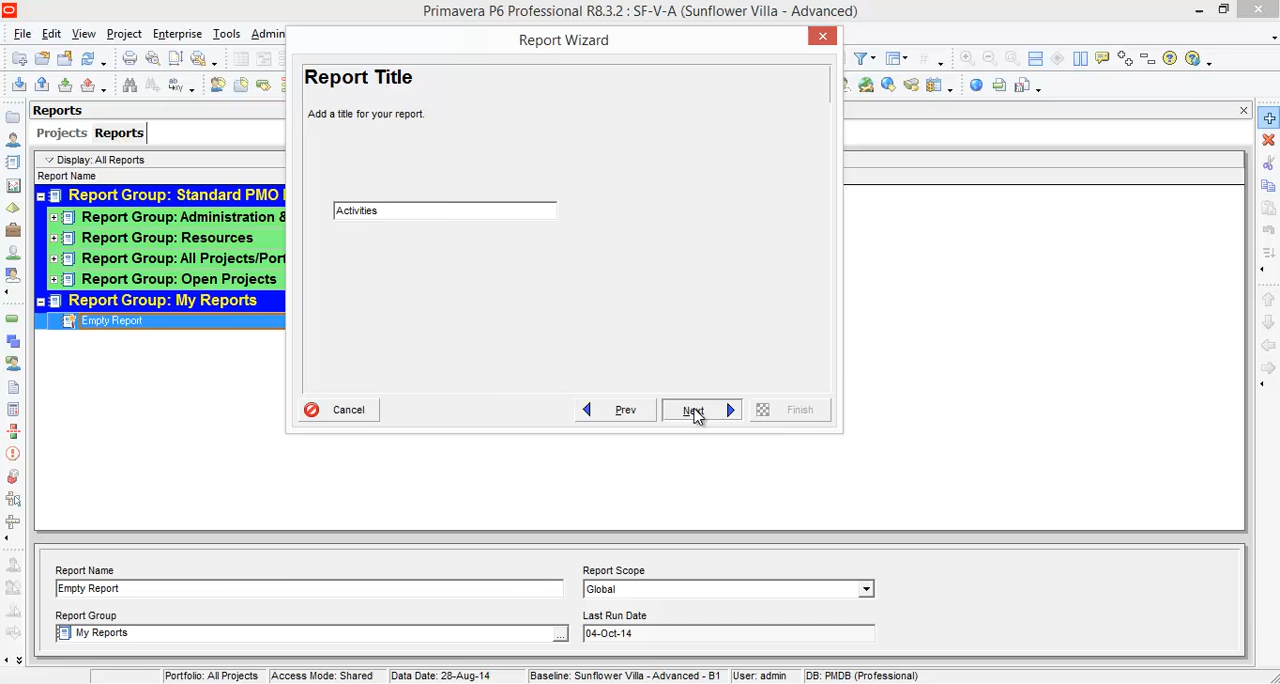 Primavera P6 Professional R8.3.2 : SF-V-A (Sunflower Villa - Advanced)
File Edit View Project Enterprise Tools Admin
Report Wizard
Report Title
Add a title for your report.
Activities
Cancel
Prev
Next
Finish
Reports
Projects Reports
Display: All Reports
Report Name
Report Group: Standard PMO
Report Group: Administration &
Report Group: Resources
Report Group: All Projects/Port
Report Group: Open Projects
Report Group: My Reports
Empty Report
Report Name
Report Scope
Empty Report
Global
Report Group
Last Run Date
My Reports
...
04-Oct-14
Portfolio: All Projects
Access Mode: Shared
Data Date: 28-Aug-14
Baseline: Sunflower Villa - Advanced - B1
User: admin
DB: PMDB (Professional)